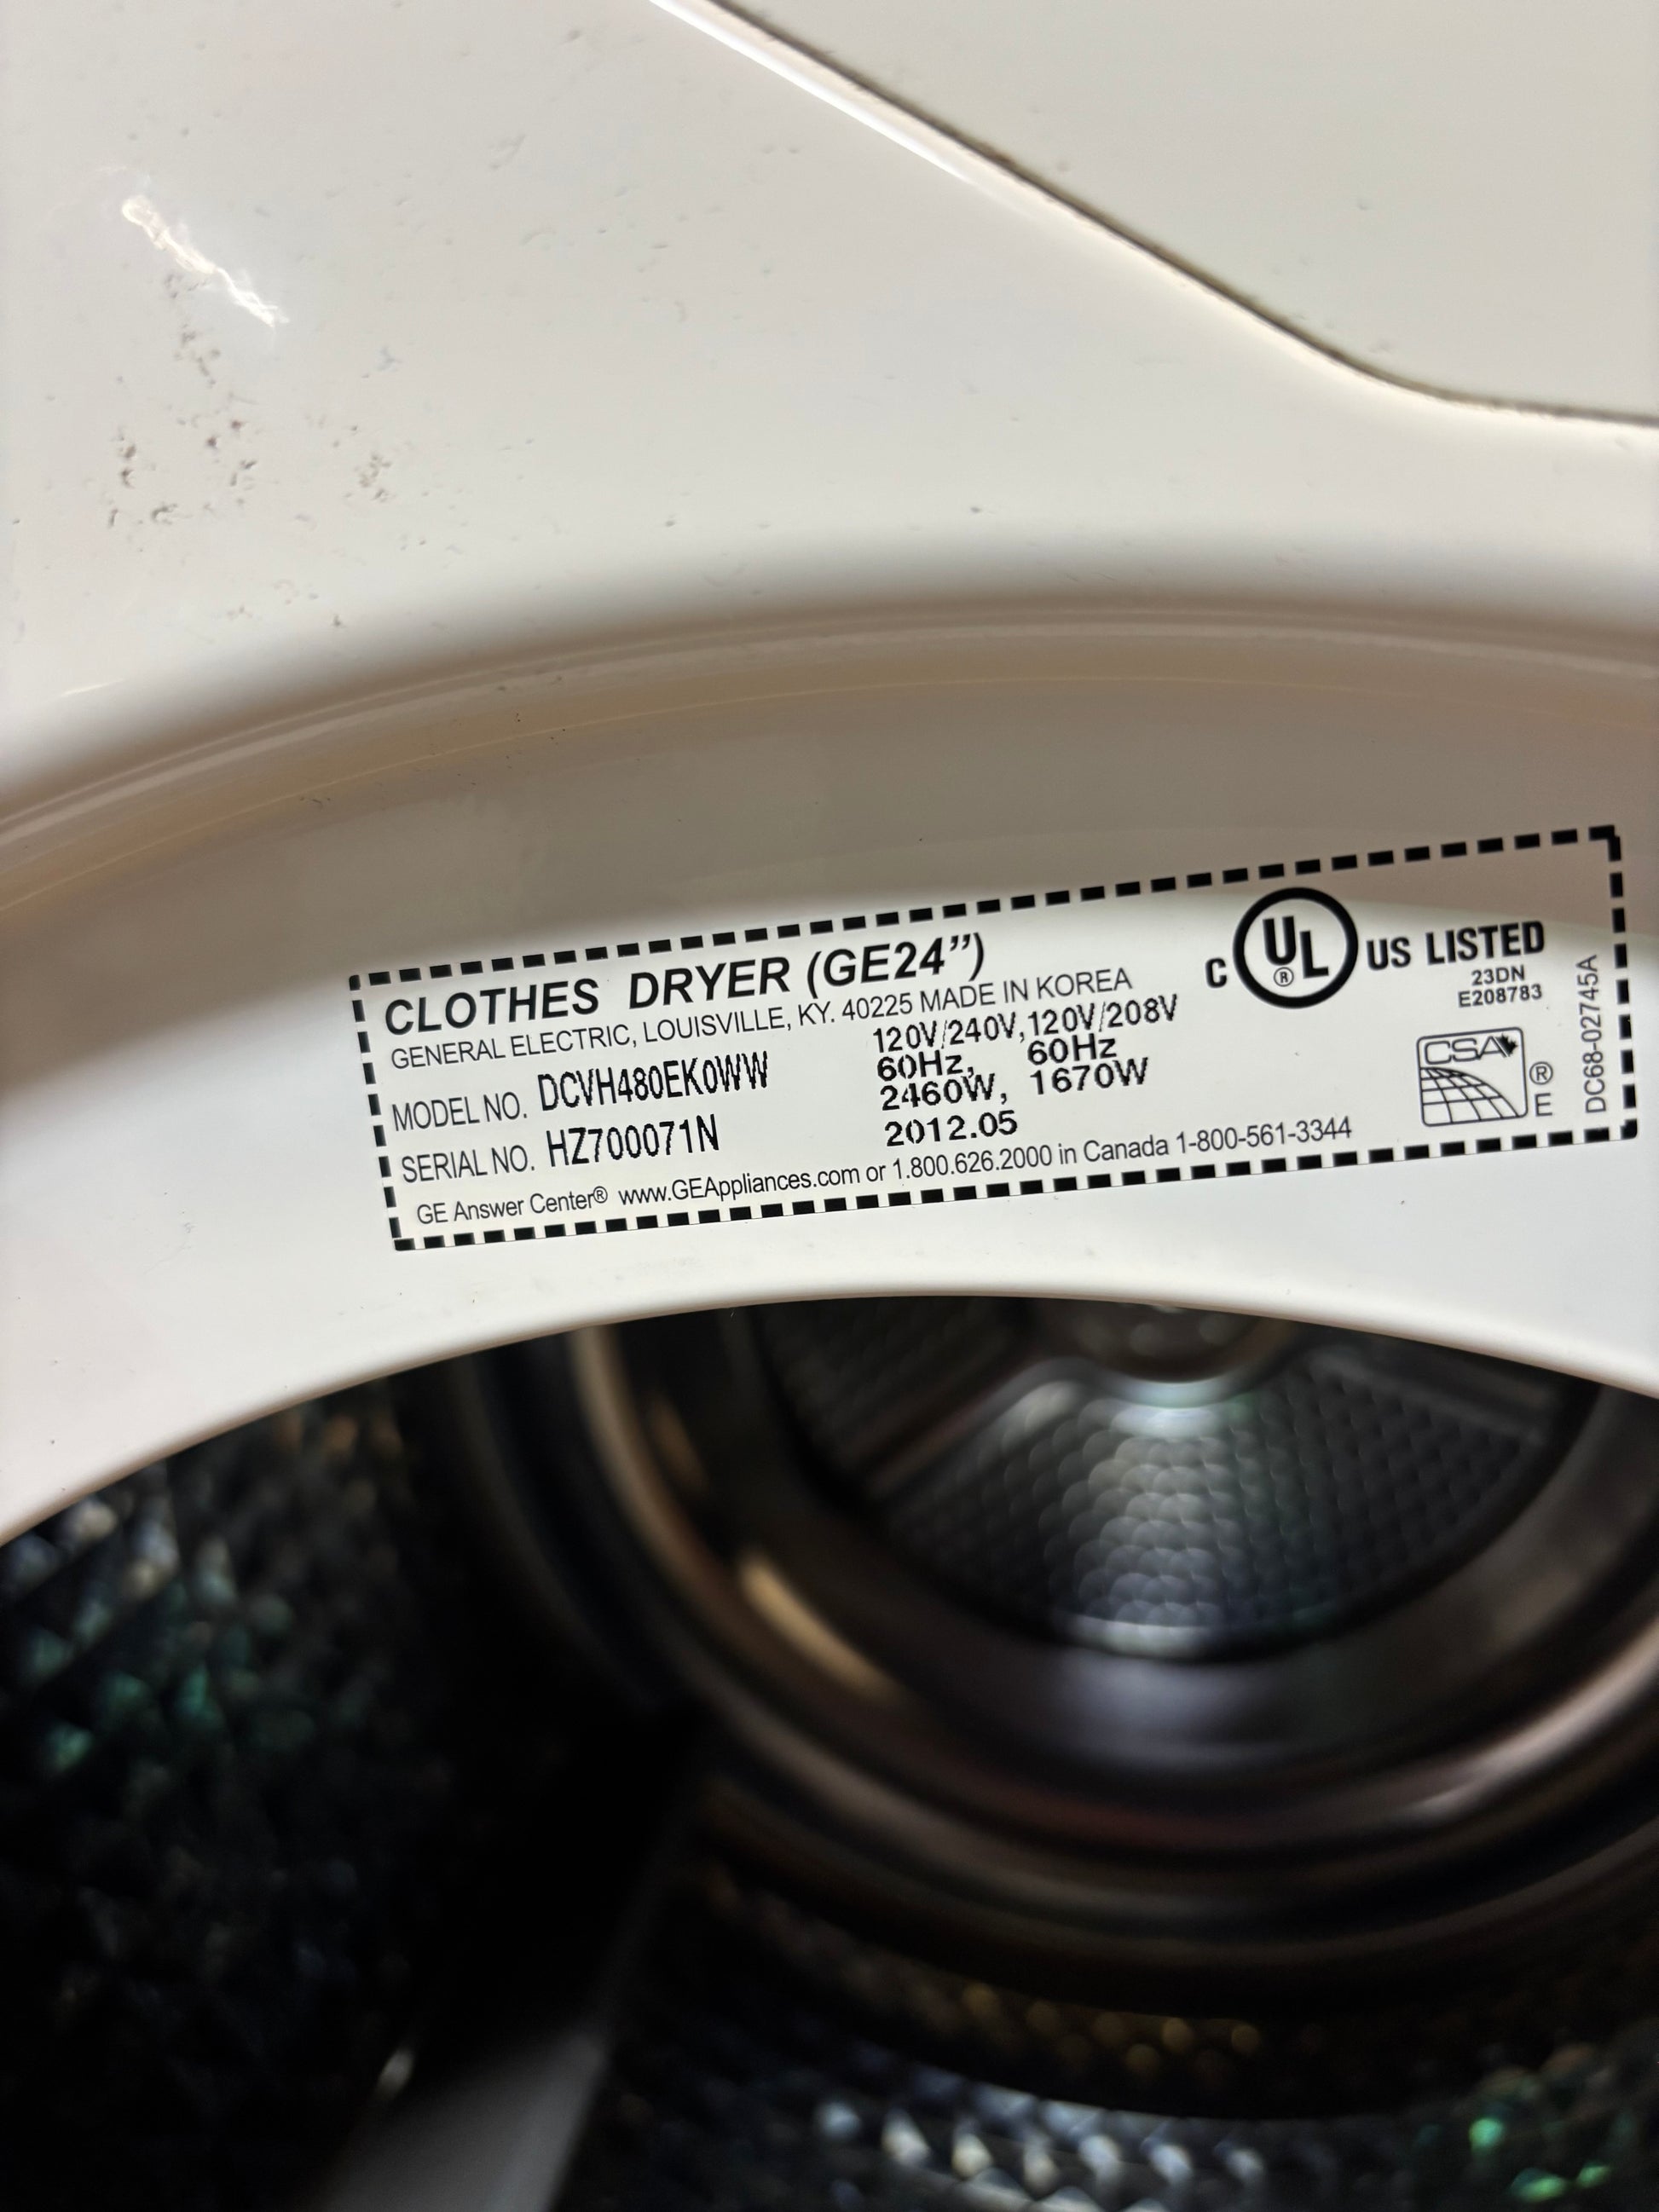 CLOTHES DRYER (GE24”)
GENERAL ELECTRIC, LOUISVILLE, KY. 40225 MADE IN KOREA
MODEL NO. DCVH480EK0WW
SERIAL NO. HZ700071N
120V/240V, 120V/208V
60Hz, 60Hz
2460W, 1670W
2012.05
GE Answer Center® www.GEAppliances.com or 1.800.626.2000 in Canada 1-800-561-3344
C UL® US LISTED
23DN
E208783
CSA ®
E
DC68-02745A